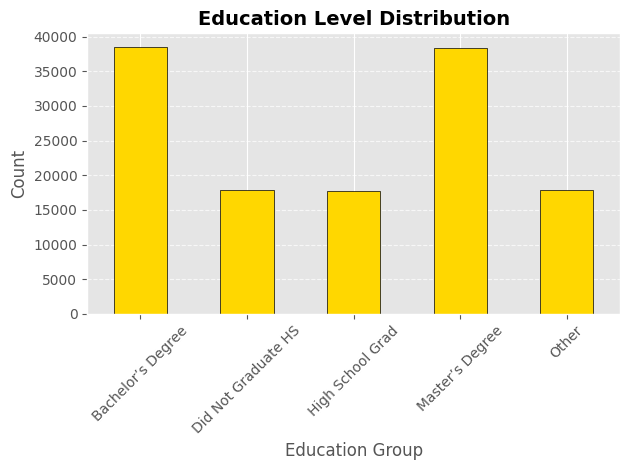 Education Level Distribution
40000
35000
30000
25000
20000
15000
10000
5000
0
Count
Bachelor's Degree
Did Not Graduate HS
High School Grad
Master's Degree
Other
Education Group